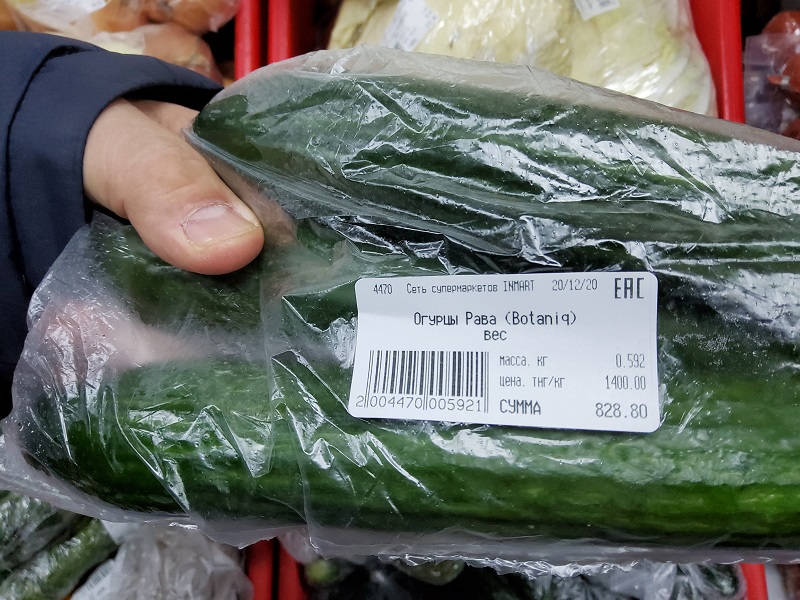 4470 Сеть супермаркетов INMART 20/12/20 EAC
Огурцы Рава (Botaniq)
вес
масса. кг 0.592
цена. тнг/кг 1400.00
СУММА 828.80
2 004470 005921